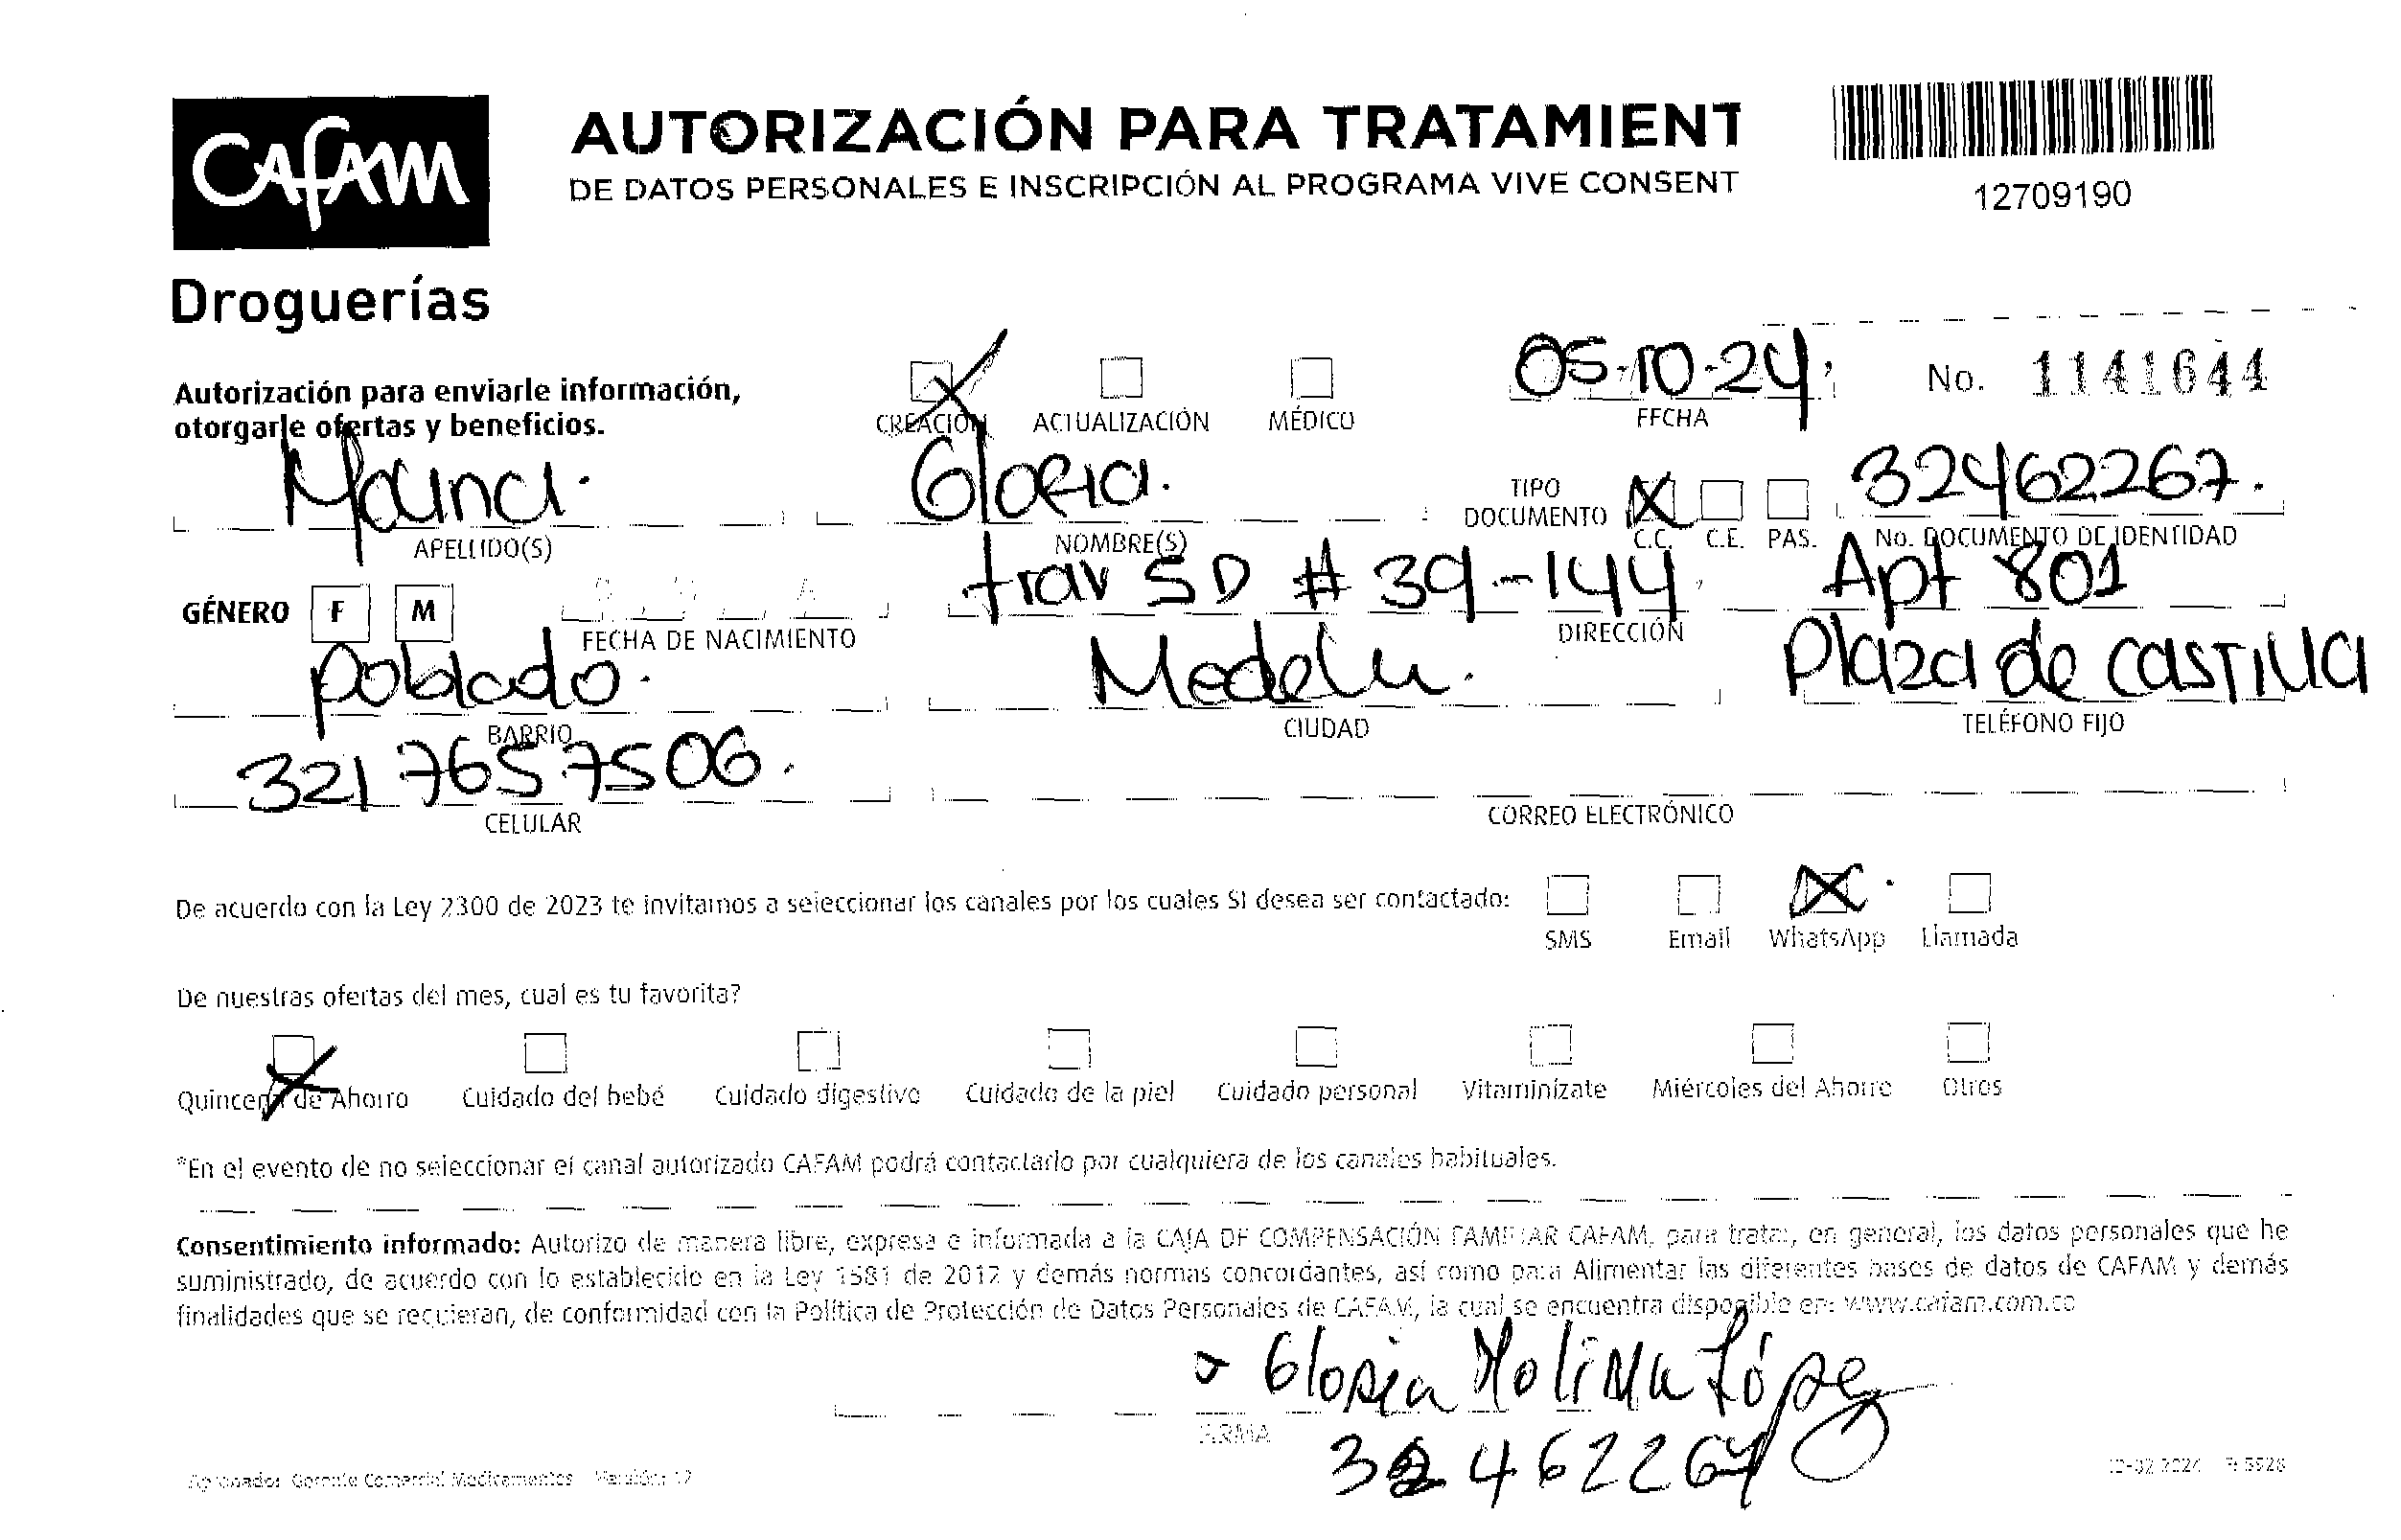 CAFAM
Droguerías
AUTORIZACIÓN PARA TRATAMIENT
DE DATOS PERSONALES E INSCRIPCIÓN AL PROGRAMA VIVE CONSENT
12709190
Autorización para enviarle información,
otorgarle ofertas y beneficios.
CREACIÓN ACTUALIZACIÓN MÉDICO
05-10-24
FECHA
No. 1141644
Molina. Gloria. 32462267.
APELLIDO(S) NOMBRE(S) TIPO DOCUMENTO C.C. C.E. PAS. No. DOCUMENTO DE IDENTIDAD
trav 5D # 39-144. Apt 801
GÉNERO F M FECHA DE NACIMIENTO DIRECCIÓN
Poblado. Plaza de CASTILLA
BARRIO CIUDAD TELÉFONO FIJO
321 7657506.
CELULAR CORREO ELECTRÓNICO
De acuerdo con la Ley 2300 de 2023 te invitamos a seleccionar los canales por los cuales SI desea ser contactado:
SMS Email WhatsApp Llamada
De nuestras ofertas del mes, cual es tu favorita?
Quincena de Ahorro Cuidado del bebé Cuidado digestivo Cuidado de la piel Cuidado personal Vitaminízate Miércoles del Ahorro Otros
*En el evento de no seleccionar el canal autorizado CAFAM podrá contactarlo por cualquiera de los canales habituales.
Consentimiento informado: Autorizo de manera libre, expresa e informada a la CAJA DE COMPENSACIÓN FAMILIAR CAFAM, para tratar, en general, los datos personales que he
suministrado, de acuerdo con lo establecido en la Ley 1581 de 2012 y demás normas concordantes, así como para Alimentar las diferentes bases de datos de CAFAM y demás
finalidades que se requieran, de conformidad con la Política de Protección de Datos Personales de CAFAM, la cual se encuentra disponible en: www.cafam.com.co
Gloria Molina López
FIRMA
32462267
Aprobador Gerente Comercial Medicamentos Versión: 17